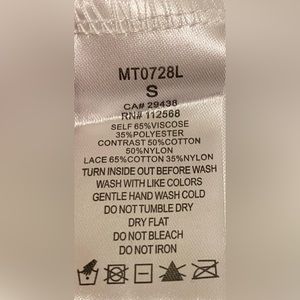 MT0728L
S
CA# 29438
RN# 112568
SELF 65%VISCOSE
35%POLYESTER
CONTRAST 50%COTTON
50%NYLON
LACE 65%COTTON 35%NYLON
TURN INSIDE OUT BEFORE WASH
WASH WITH LIKE COLORS
GENTLE HAND WASH COLD
DO NOT TUMBLE DRY
DRY FLAT
DO NOT BLEACH
DO NOT IRON